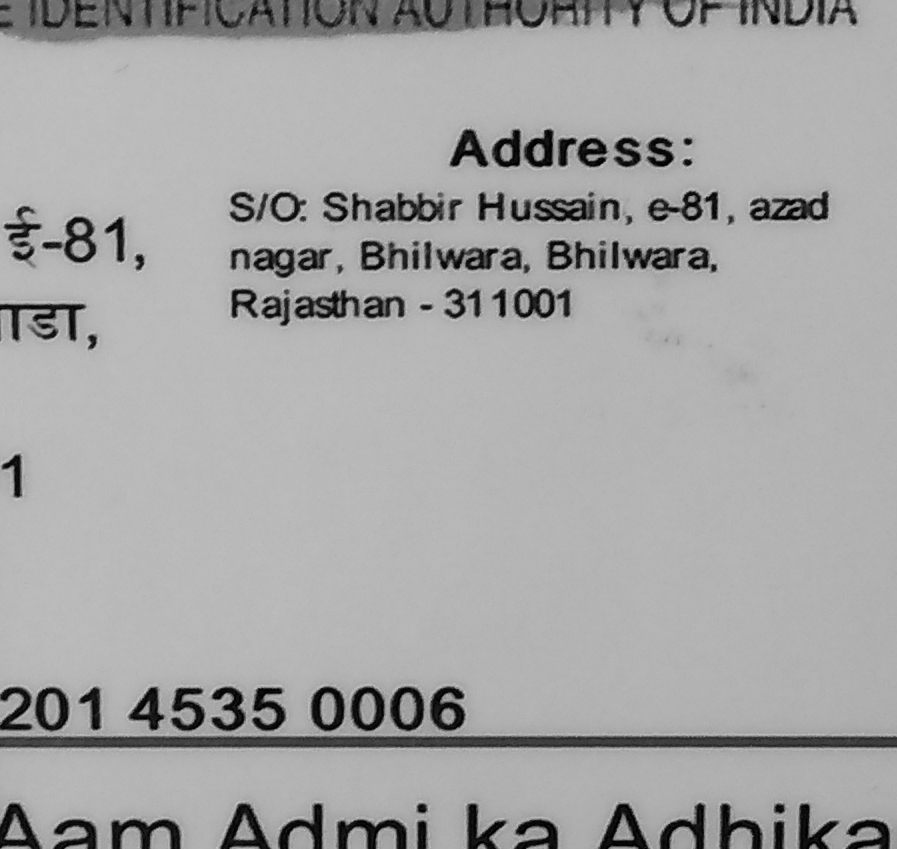 IDENTIFICATION AUTHORITY OF INDIA
Address:
S/O: Shabbir Hussain, e-81, azad
nagar, Bhilwara, Bhilwara,
Rajasthan - 311001
ई-81,
1
201 4535 0006
Aam Admi ka Adhika